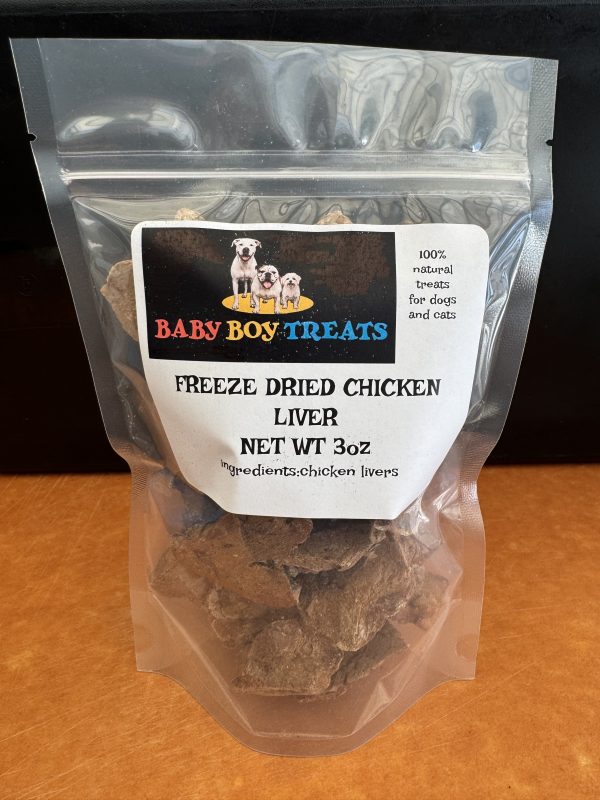 BABY BOY TREATS
100%
natural
treats
for dogs
and cats
FREEZE DRIED CHICKEN
LIVER
NET WT 3oz
ingredients:chicken livers